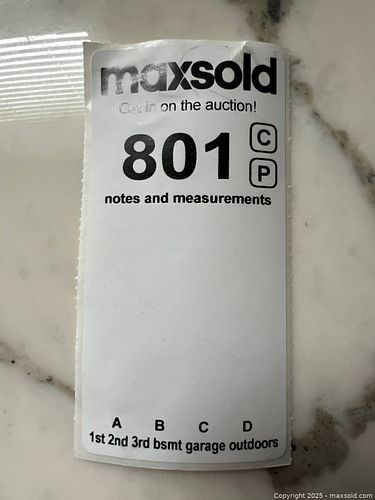 maxsold
Get in on the auction!
801 C
P
notes and measurements
A B C D
1st 2nd 3rd bsmt garage outdoors
Copyright 2025 - maxsold.com